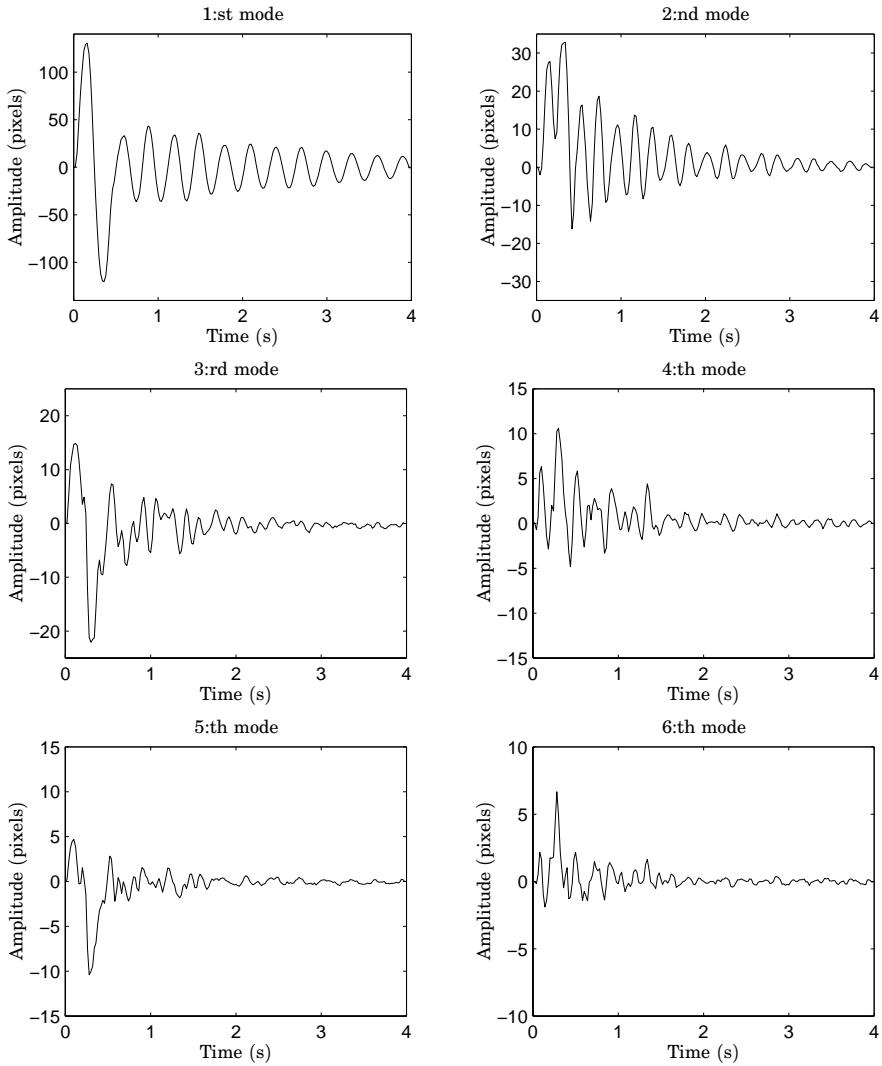 1:st mode
Amplitude (pixels)
100
50
0
−50
−100
0 1 2 3 4
Time (s)
2:nd mode
Amplitude (pixels)
30
20
10
0
−10
−20
−30
0 1 2 3 4
Time (s)
3:rd mode
Amplitude (pixels)
20
10
0
−10
−20
0 1 2 3 4
Time (s)
4:th mode
Amplitude (pixels)
15
10
5
0
−5
−10
−15
0 1 2 3 4
Time (s)
5:th mode
Amplitude (pixels)
15
10
5
0
−5
−10
−15
0 1 2 3 4
Time (s)
6:th mode
Amplitude (pixels)
10
5
0
−5
−10
0 1 2 3 4
Time (s)